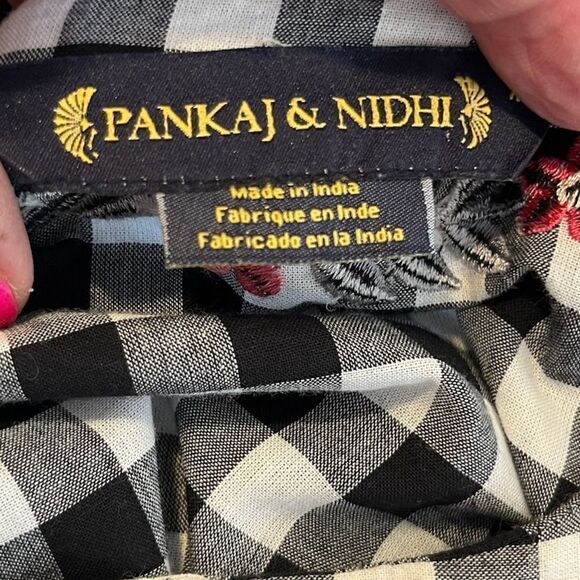 PANKAJ & NIDHI
Made in India
Fabrique en Inde
Fabricado en la India